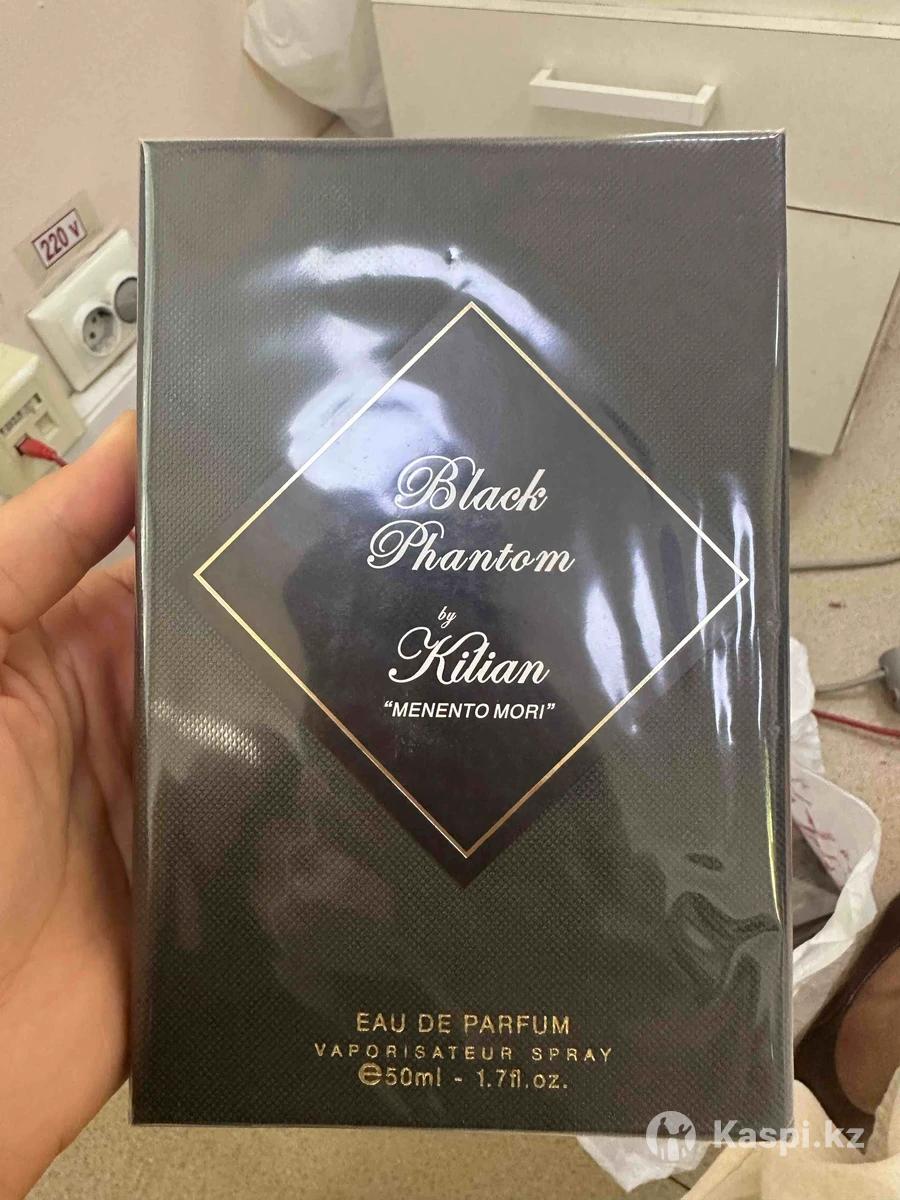 220 v
Black
Phantom
by
Kilian
“MENENTO MORI”
EAU DE PARFUM
VAPORISATEUR SPRAY
℮50ml - 1.7fl.oz.
Kaspi.kz